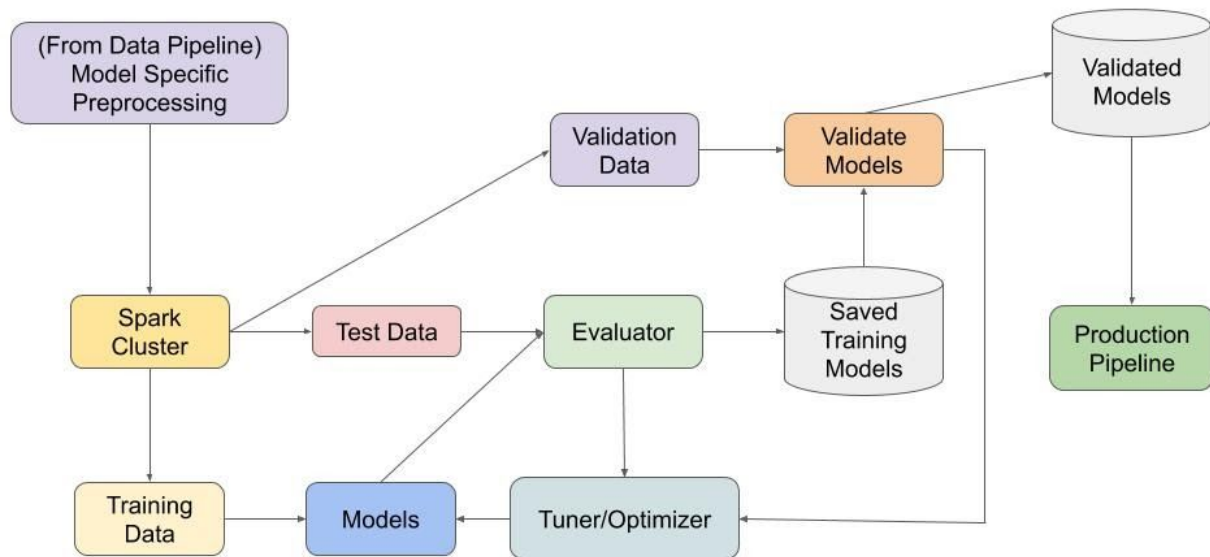 (From Data Pipeline)
Model Specific
Preprocessing
Validated
Models
Validation
Data
Validate
Models
Spark
Cluster
Test Data
Evaluator
Saved
Training
Models
Production
Pipeline
Training
Data
Models
Tuner/Optimizer